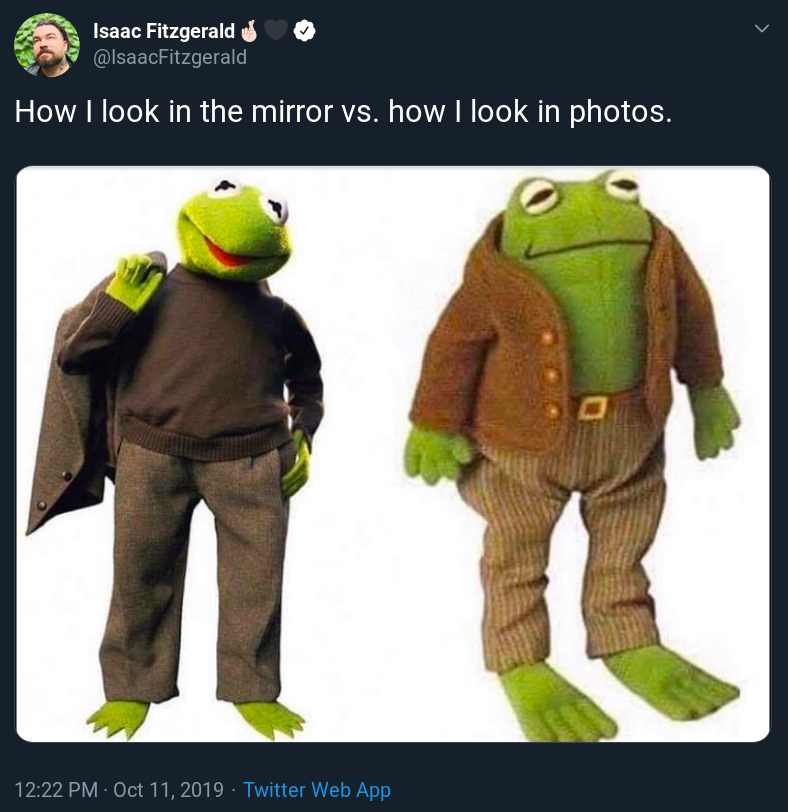 Isaac Fitzgerald🤞🏻🖤
@IsaacFitzgerald
How I look in the mirror vs. how I look in photos.
12:22 PM · Oct 11, 2019 · Twitter Web App